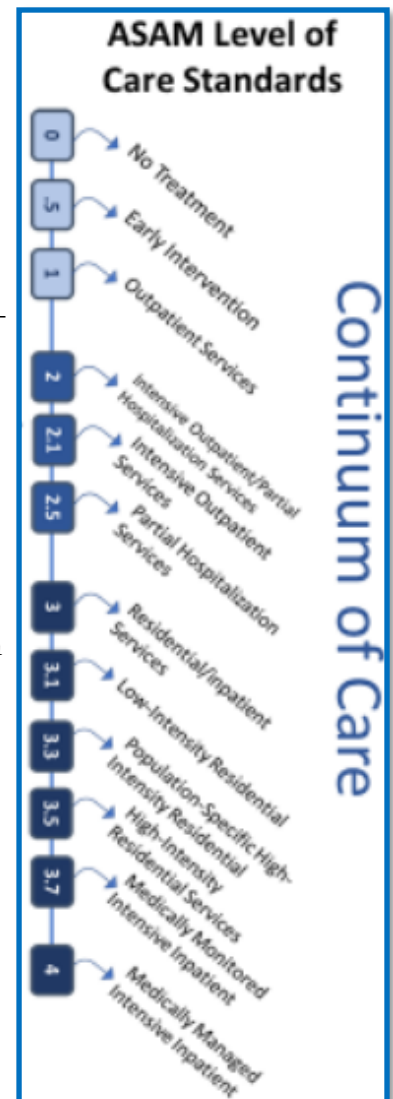 ASAM Level of
Care Standards
Continuum of Care
0
No Treatment
.5
Early Intervention
1
Outpatient Services
2
Intensive Outpatient/Partial
Hospitalization Services
2.1
Intensive Outpatient
Services
2.5
Partial Hospitalization
Services
3
Residential/Inpatient
Services
3.1
Low-Intensity Residential
3.3
Population-Specific High-
Intensity Residential
3.5
High-Intensity
Residential Services
3.7
Medically Monitored
Intensive Inpatient
4
Medically Managed
Intensive Inpatient